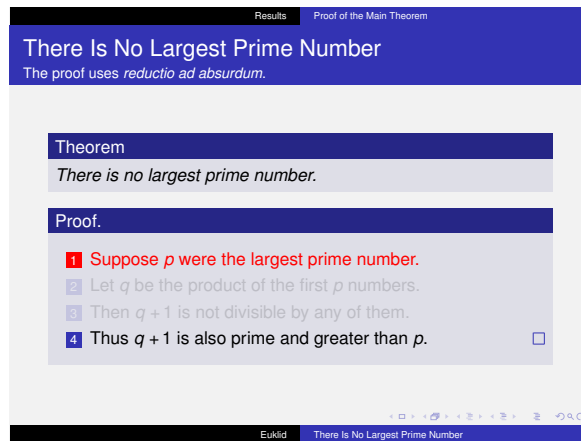 Results Proof of the Main Theorem
There Is No Largest Prime Number
The proof uses reductio ad absurdum.
Theorem
There is no largest prime number.
Proof.
1 Suppose p were the largest prime number.
2 Let q be the product of the first p numbers.
3 Then q + 1 is not divisible by any of them.
4 Thus q + 1 is also prime and greater than p.
Euklid There Is No Largest Prime Number